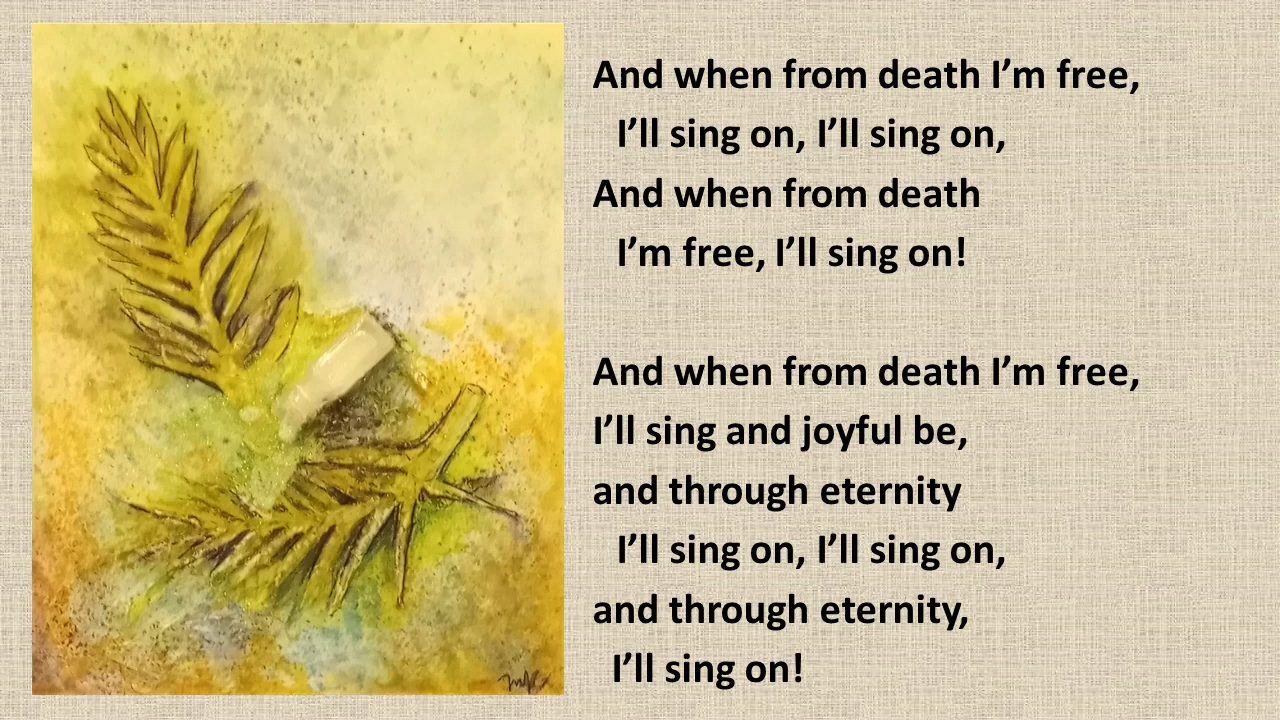 And when from death I’m free,
I’ll sing on, I’ll sing on,
And when from death
I’m free, I’ll sing on!
And when from death I’m free,
I’ll sing and joyful be,
and through eternity
I’ll sing on, I’ll sing on,
and through eternity,
I’ll sing on!